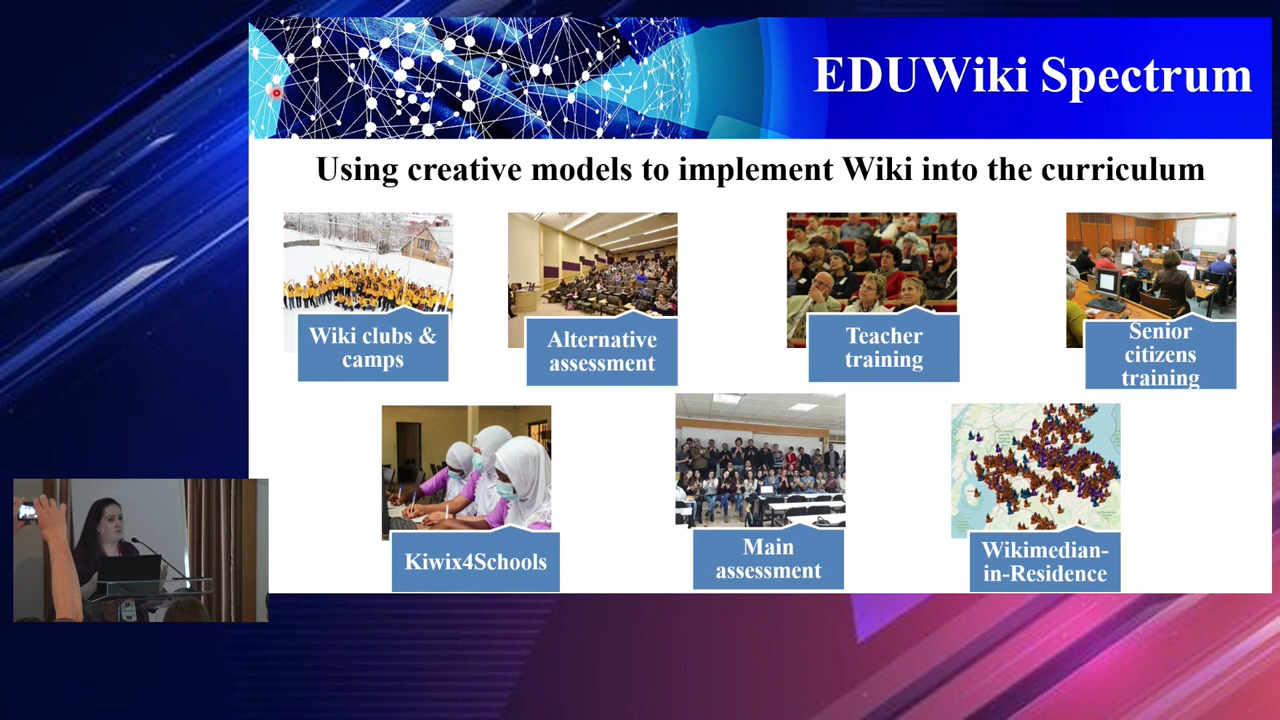 EDUWiki Spectrum
Using creative models to implement Wiki into the curriculum
Wiki clubs &
camps
Alternative
assessment
Teacher
training
Senior
citizens
training
Kiwix4Schools
Main
assessment
Wikimedian-
in-Residence